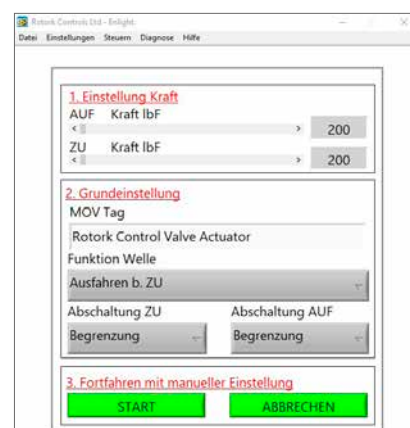 Rotork Controls Ltd - Enlight
Datei Einstellungen Steuern Diagnose Hilfe
1. Einstellung Kraft
AUF Kraft lbF
200
ZU Kraft lbF
200
2. Grundeinstellung
MOV Tag
Rotork Control Valve Actuator
Funktion Welle
Ausfahren b. ZU
Abschaltung ZU Abschaltung AUF
Begrenzung Begrenzung
3. Fortfahren mit manueller Einstellung
START ABBRECHEN